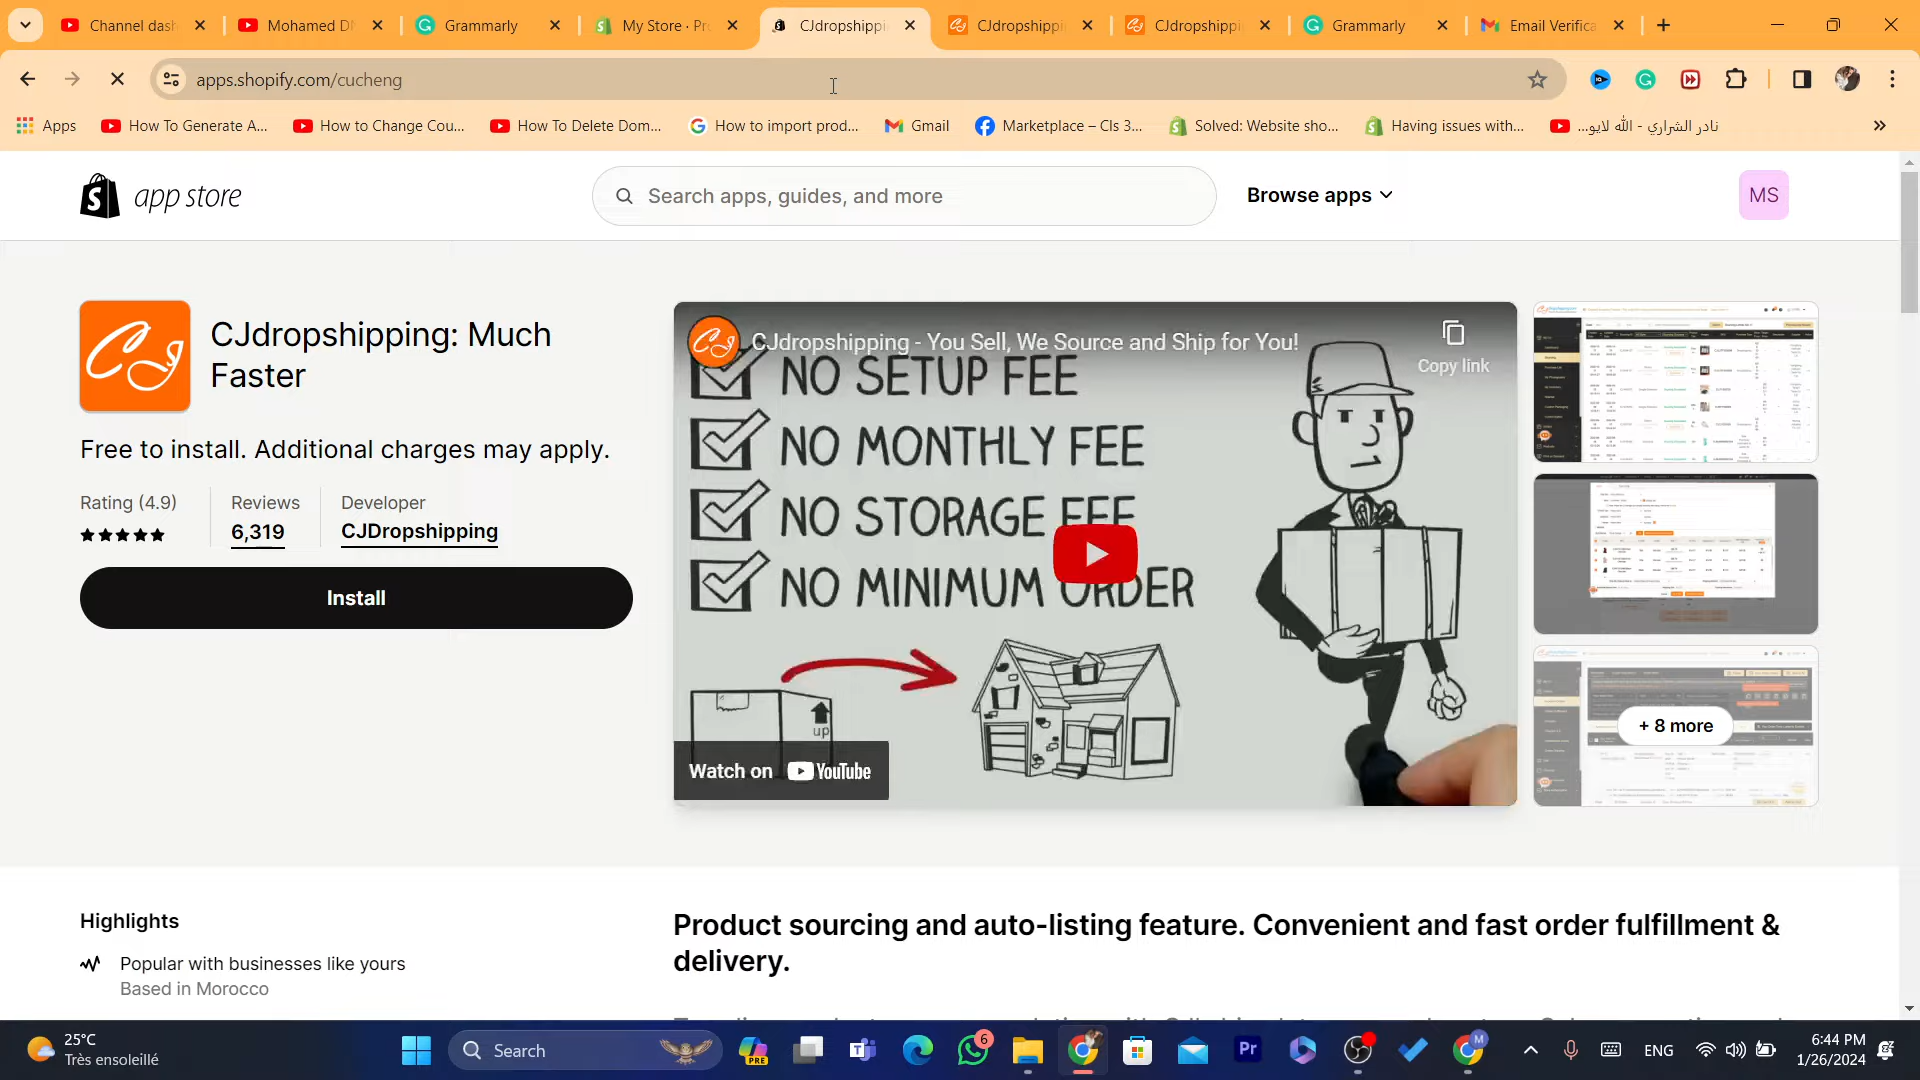 Channel dash
Mohamed Dh
Grammarly
My Store · Pr
CJdropshippi
CJdropshippi
CJdropshippi
Grammarly
Email Verifica
apps.shopify.com/cucheng
Apps
How To Generate A...
How to Change Cou...
How To Delete Dom...
How to import prod...
Gmail
Marketplace – Cls 3...
Solved: Website sho...
Having issues with...
نادر الشراري - الله لايو...
app store
Search apps, guides, and more
Browse apps
MS
CJdropshipping: Much
Faster
Free to install. Additional charges may apply.
Rating (4.9)
Reviews
6,319
Developer
CJDropshipping
Install
CJdropshipping - You Sell, We Source and Ship for You!
Copy link
NO SETUP FEE
NO MONTHLY FEE
NO STORAGE FEE
NO MINIMUM ORDER
up
Watch on YouTube
+ 8 more
Highlights
Popular with businesses like yours
Based in Morocco
Product sourcing and auto-listing feature. Convenient and fast order fulfillment &
delivery.
25°C
Très ensoleillé
Search
PRE
6
Pr
M
ENG
6:44 PM
1/26/2024